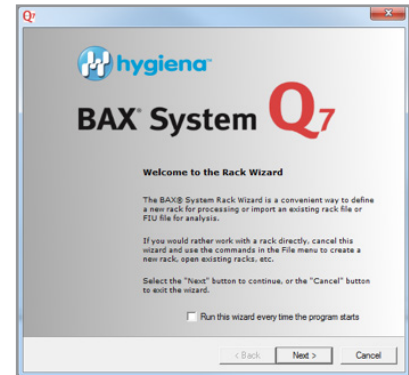 Q7
hygiena™
BAX® System Q7
Welcome to the Rack Wizard
The BAX® System Rack Wizard is a convenient way to define
a new rack for processing or import an existing rack file or
FIU file for analysis.
If you would rather work with a rack directly, cancel this
wizard and use the commands in the File menu to create a
new rack, open existing racks, etc.
Select the "Next" button to continue, or the "Cancel" button
to exit the wizard.
Run this wizard every time the program starts
< Back Next > Cancel